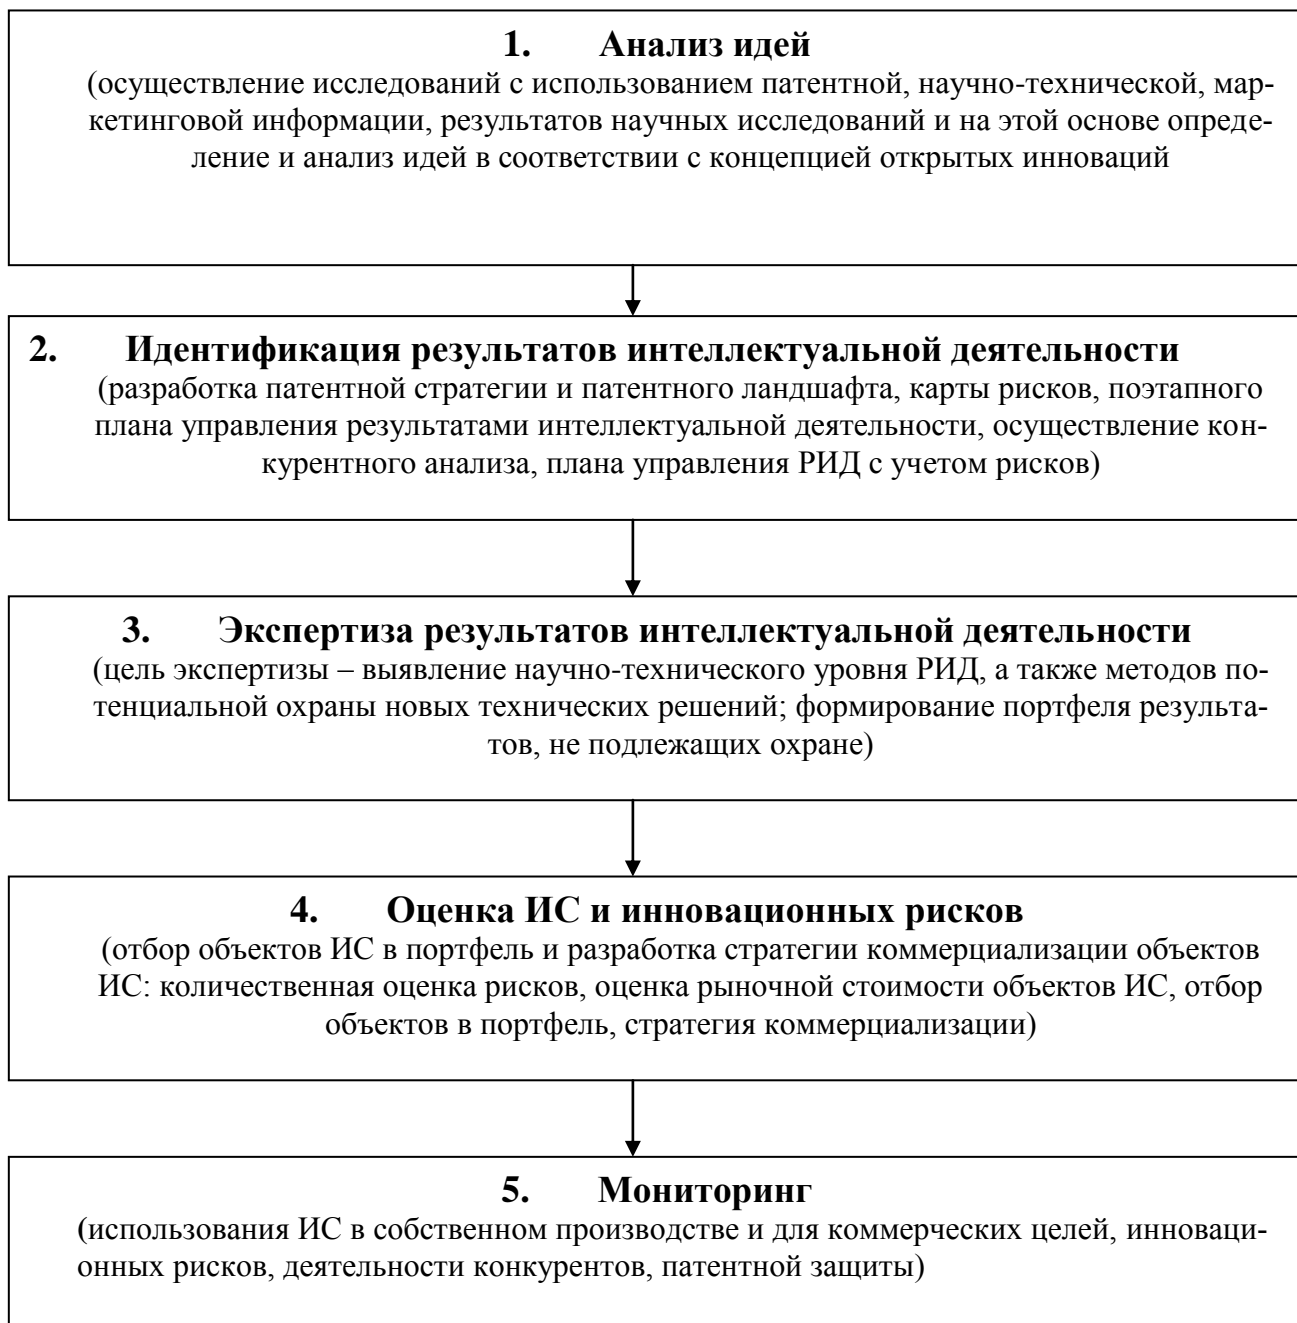 1. Анализ идей
(осуществление исследований с использованием патентной, научно-технической, мар-
кетинговой информации, результатов научных исследований и на этой основе опреде-
ление и анализ идей в соответствии с концепцией открытых инноваций
2. Идентификация результатов интеллектуальной деятельности
(разработка патентной стратегии и патентного ландшафта, карты рисков, поэтапного
плана управления результатами интеллектуальной деятельности, осуществление кон-
курентного анализа, плана управления РИД с учетом рисков)
3. Экспертиза результатов интеллектуальной деятельности
(цель экспертизы – выявление научно-технического уровня РИД, а также методов по-
тенциальной охраны новых технических решений; формирование портфеля результа-
тов, не подлежащих охране)
4. Оценка ИС и инновационных рисков
(отбор объектов ИС в портфель и разработка стратегии коммерциализации объектов
ИС: количественная оценка рисков, оценка рыночной стоимости объектов ИС, отбор
объектов в портфель, стратегия коммерциализации)
5. Мониторинг
(использования ИС в собственном производстве и для коммерческих целей, инноваци-
онных рисков, деятельности конкурентов, патентной защиты)